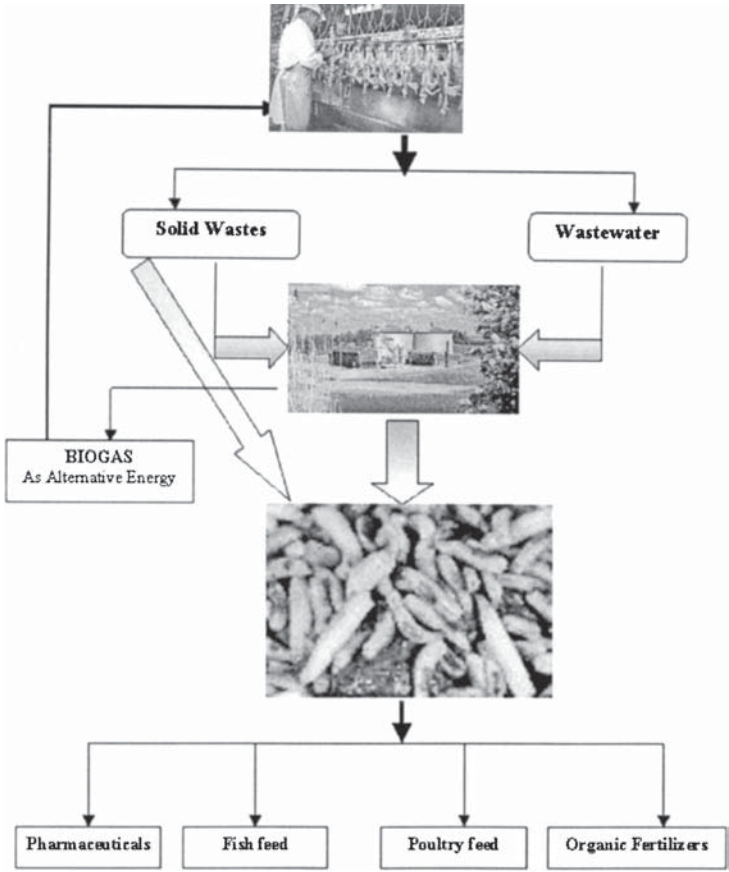 Solid Wastes
Wastewater
BIOGAS
As Alternative Energy
Pharmaceuticals
Fish feed
Poultry feed
Organic Fertilizers